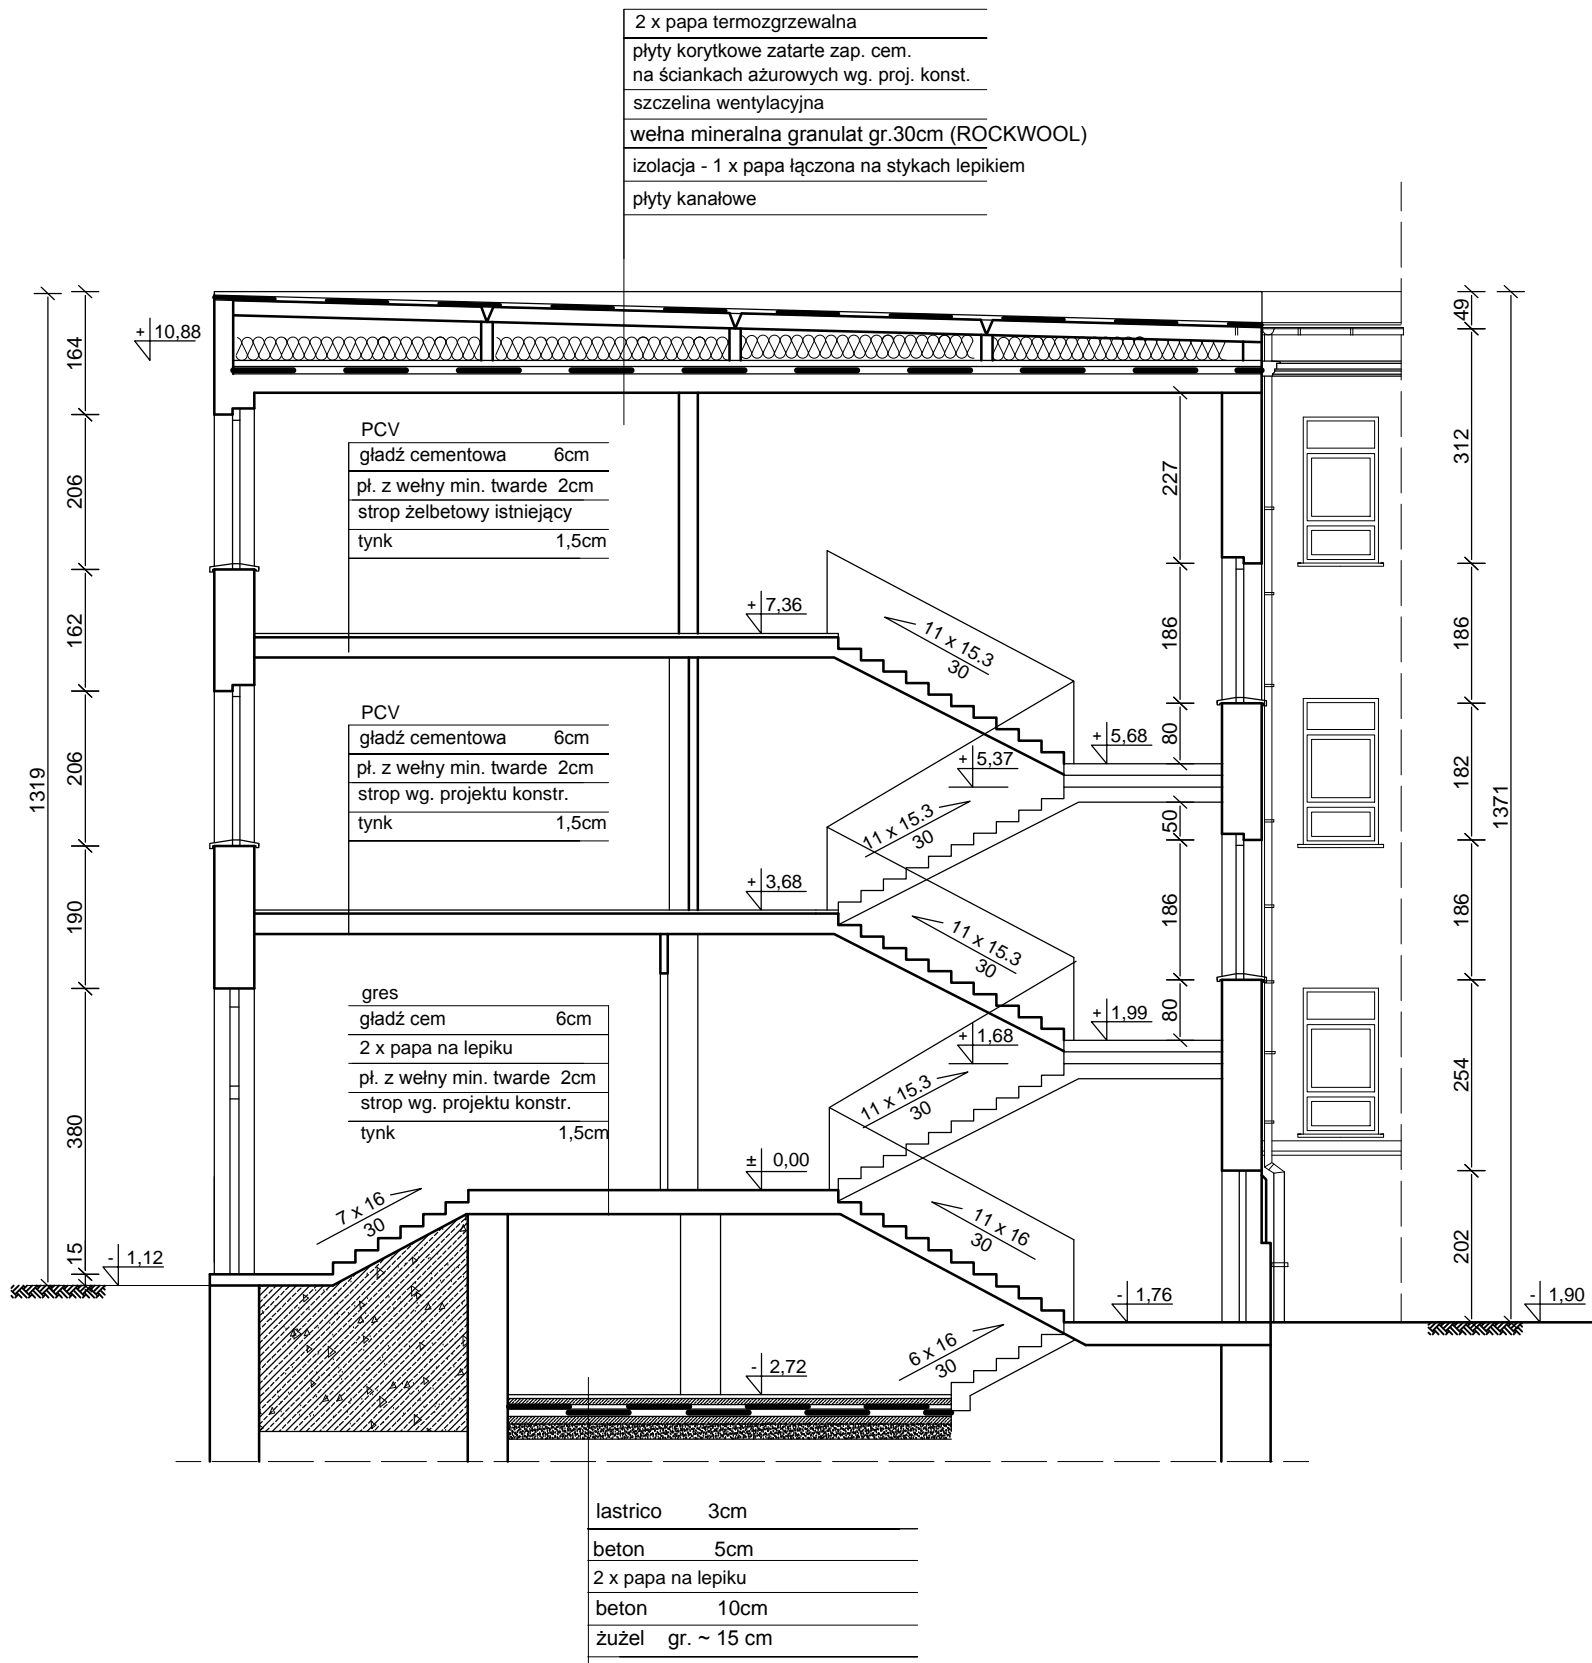 2 x papa termozgrzewalna
płyty korytkowe zatarte zap. cem.
na ściankach ażurowych wg. proj. konst.
szczelina wentylacyjna
wełna mineralna granulat gr.30cm (ROCKWOOL)
izolacja - 1 x papa łączona na stykach lepikiem
płyty kanałowe
+ 10,88
1319
164
206
162
206
190
380
15
- 1,12
PCV
gładź cementowa 6cm
pł. z wełny min. twarde 2cm
strop żelbetowy istniejący
tynk 1,5cm
+ 7,36
11 x 15.3
30
PCV
gładź cementowa 6cm
pł. z wełny min. twarde 2cm
strop wg. projektu konstr.
tynk 1,5cm
+ 5,68
+ 5,37
11 x 15.3
30
+ 3,68
11 x 15.3
30
gres
gładź cem 6cm
2 x papa na lepiku
pł. z wełny min. twarde 2cm
strop wg. projektu konstr.
tynk 1,5cm
+ 1,99
+ 1,68
11 x 15.3
30
± 0,00
7 x 16
30
11 x 16
30
- 1,76
6 x 16
30
- 2,72
227
186
80
50
186
80
49
312
186
182
186
254
202
1371
- 1,90
lastrico 3cm
beton 5cm
2 x papa na lepiku
beton 10cm
żużel gr. ~ 15 cm